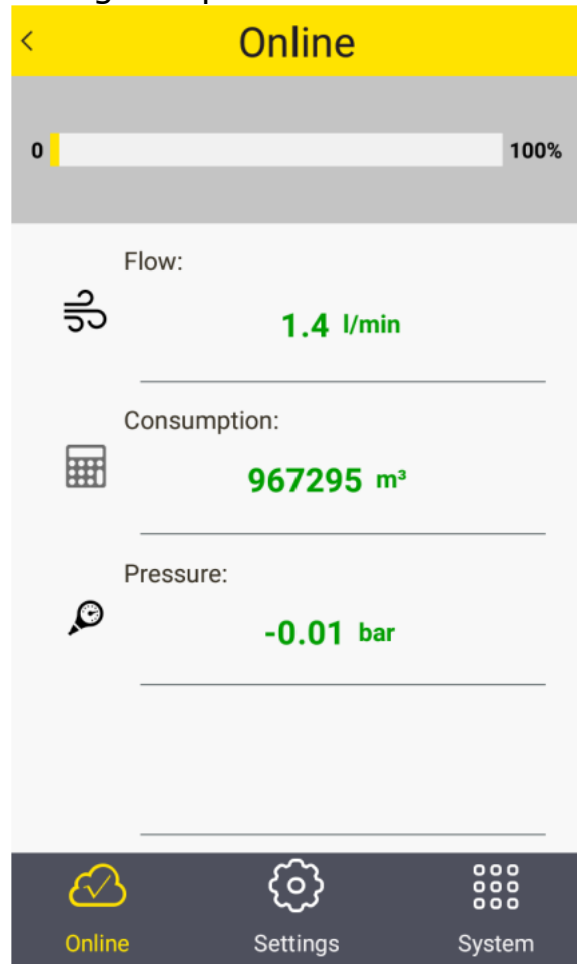 <
Online
0 100%
Flow:
1.4 l/min
Consumption:
967295 m³
Pressure:
-0.01 bar
Online Settings System